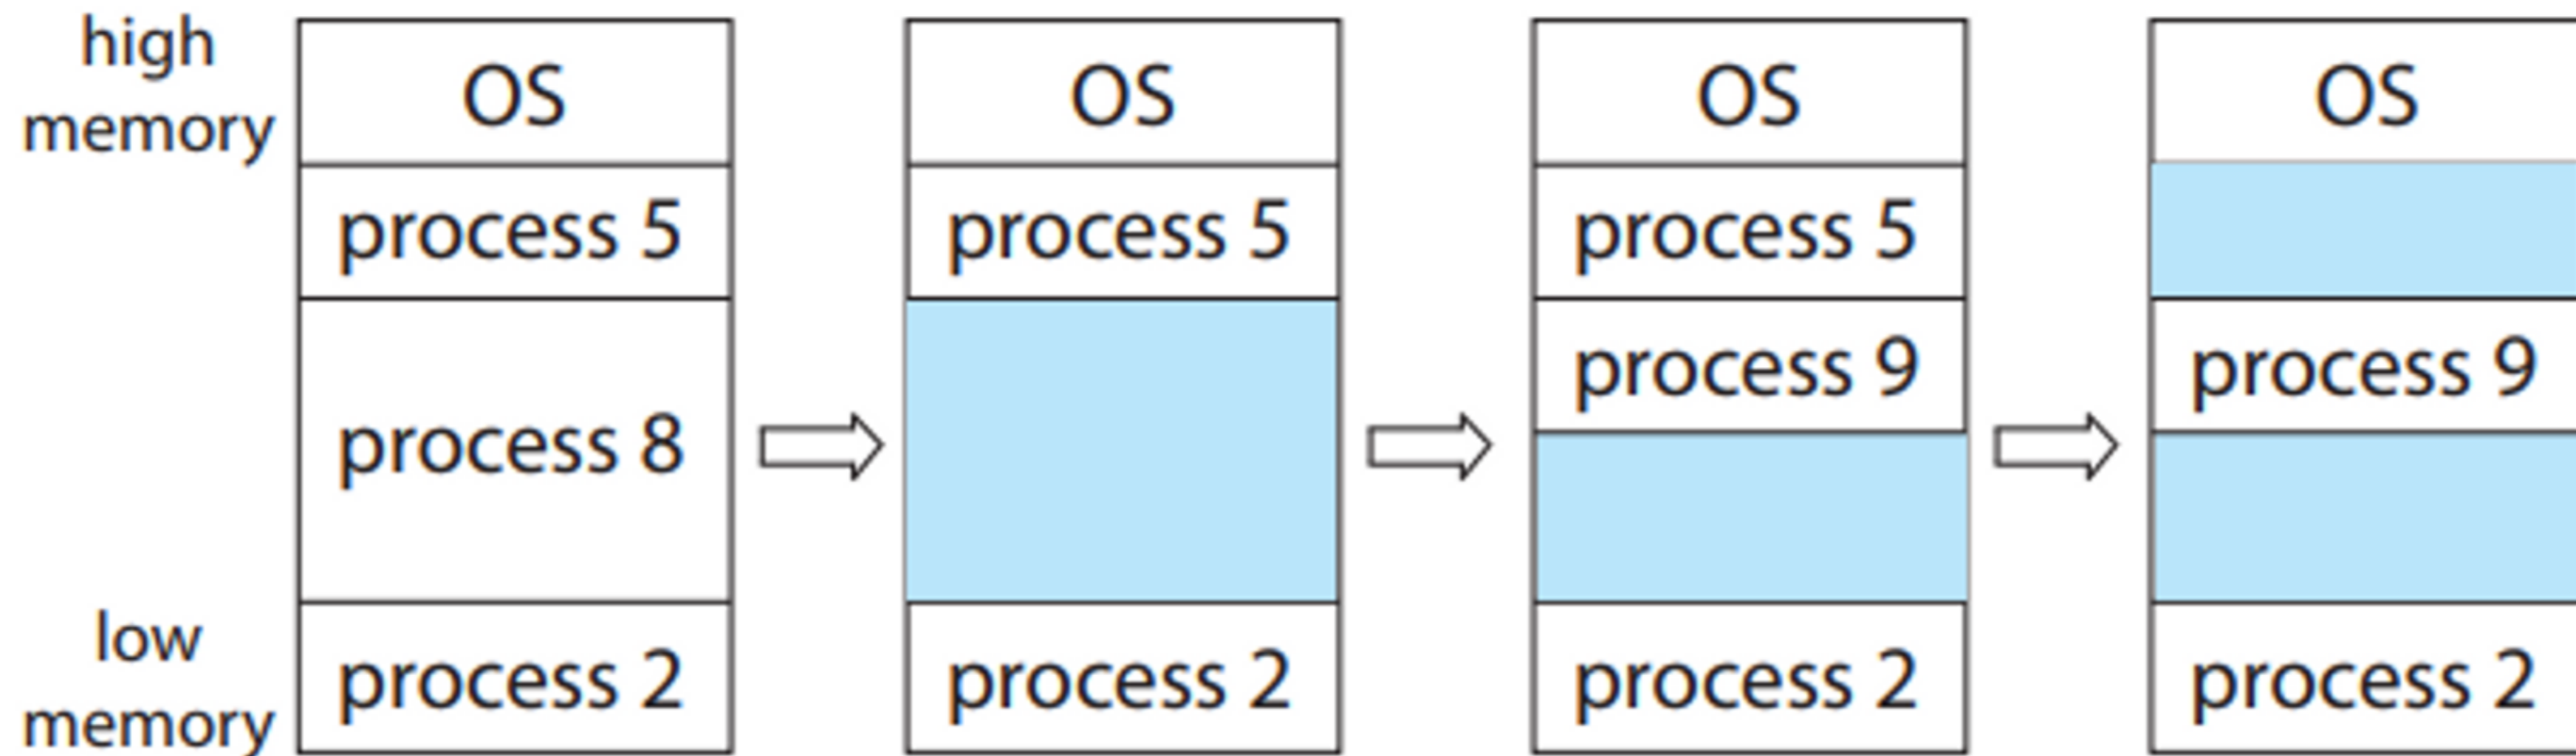 high
memory
OS
process 5
process 8
low
memory
process 2
OS
process 5
process 2
OS
process 5
process 9
process 2
OS
process 9
process 2